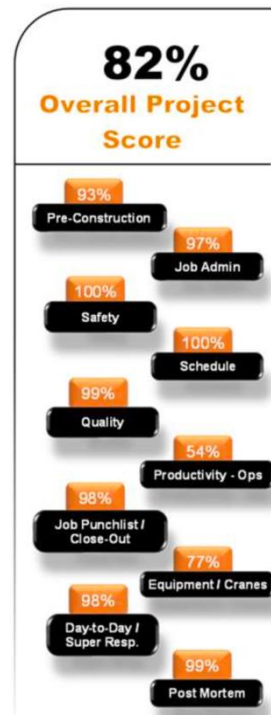 82%
Overall Project
Score
93%
Pre-Construction
97%
Job Admin
100%
Safety
100%
Schedule
99%
Quality
54%
Productivity - Ops
98%
Job Punchlist /
Close-Out
77%
Equipment / Cranes
98%
Day-to-Day /
Super Resp.
99%
Post Mortem